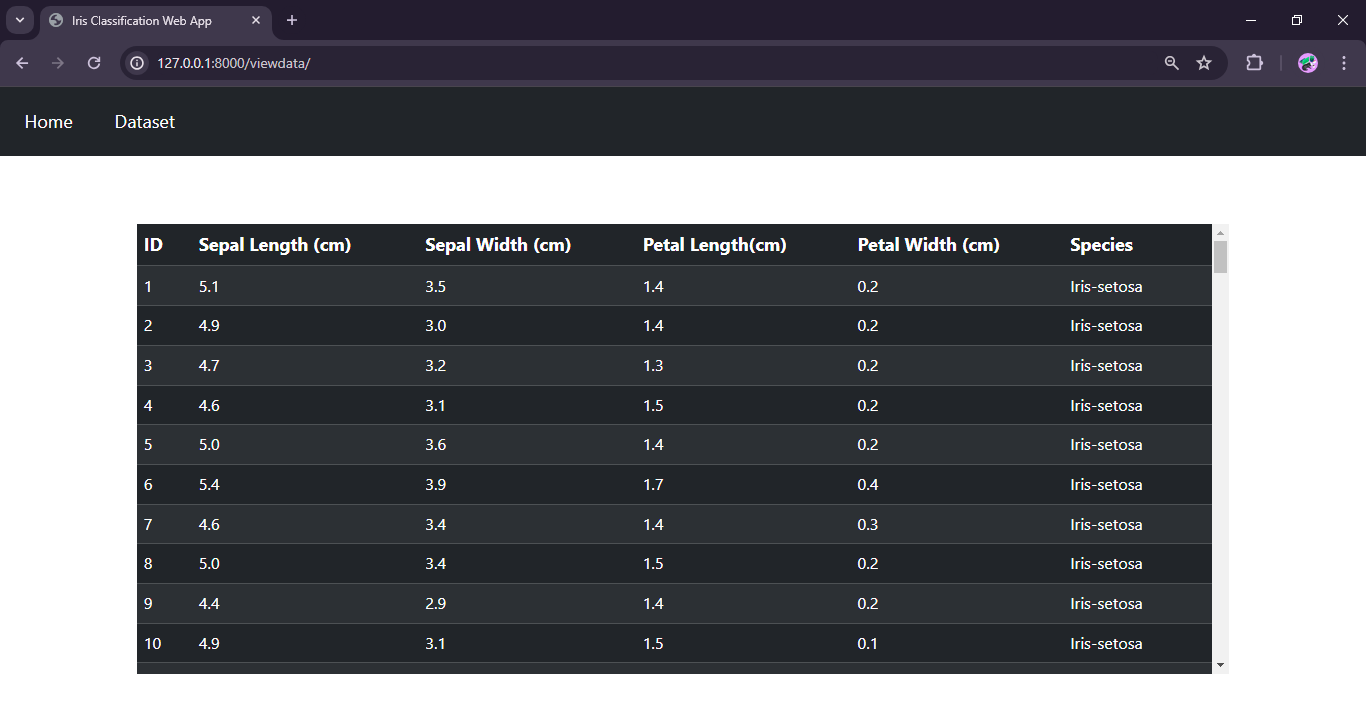 Iris Classification Web App
127.0.0.1:8000/viewdata/
Home Dataset
ID Sepal Length (cm) Sepal Width (cm) Petal Length(cm) Petal Width (cm) Species
1 5.1 3.5 1.4 0.2 Iris-setosa
2 4.9 3.0 1.4 0.2 Iris-setosa
3 4.7 3.2 1.3 0.2 Iris-setosa
4 4.6 3.1 1.5 0.2 Iris-setosa
5 5.0 3.6 1.4 0.2 Iris-setosa
6 5.4 3.9 1.7 0.4 Iris-setosa
7 4.6 3.4 1.4 0.3 Iris-setosa
8 5.0 3.4 1.5 0.2 Iris-setosa
9 4.4 2.9 1.4 0.2 Iris-setosa
10 4.9 3.1 1.5 0.1 Iris-setosa